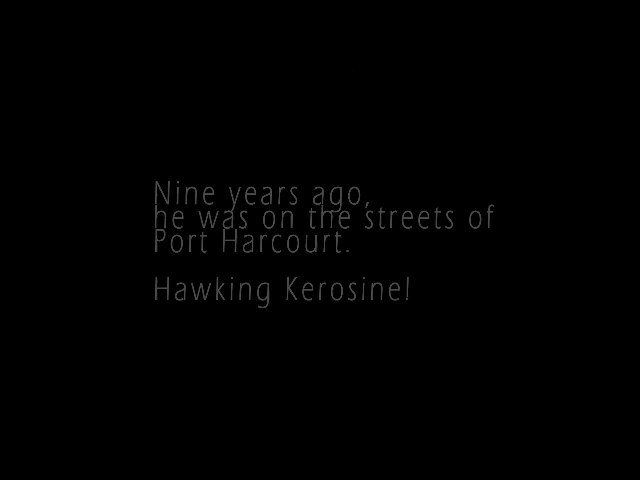 Nine years ago,
he was on the streets of
Port Harcourt.
Hawking Kerosine!